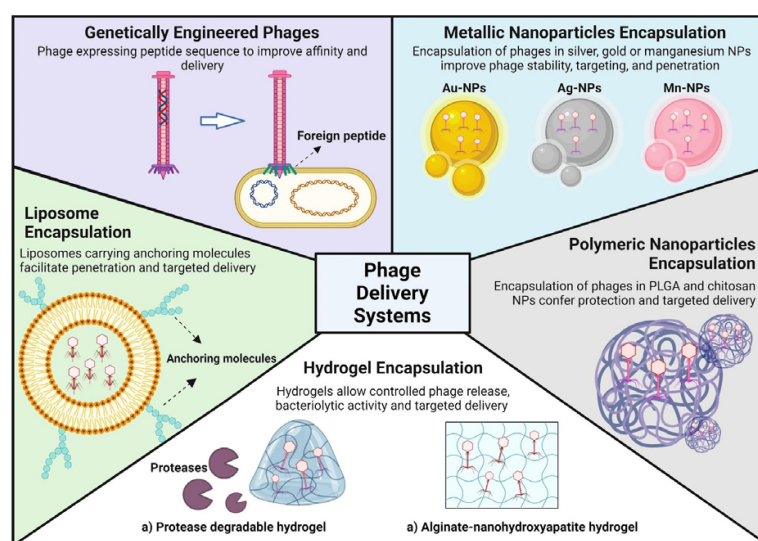 Genetically Engineered Phages
Phage expressing peptide sequence to improve affinity and
delivery
Foreign peptide
Metallic Nanoparticles Encapsulation
Encapsulation of phages in silver, gold or manganesium NPs
improve phage stability, targeting, and penetration
Au-NPs
Ag-NPs
Mn-NPs
Liposome
Encapsulation
Liposomes carrying anchoring molecules
facilitate penetration and targeted delivery
Anchoring molecules
Phage
Delivery
Systems
Polymeric Nanoparticles
Encapsulation
Encapsulation of phages in PLGA and chitosan
NPs confer protection and targeted delivery
Hydrogel Encapsulation
Hydrogels allow controlled phage release,
bacteriolytic activity and targeted delivery
Proteases
a) Protease degradable hydrogel
a) Alginate-nanohydroxyapatite hydrogel